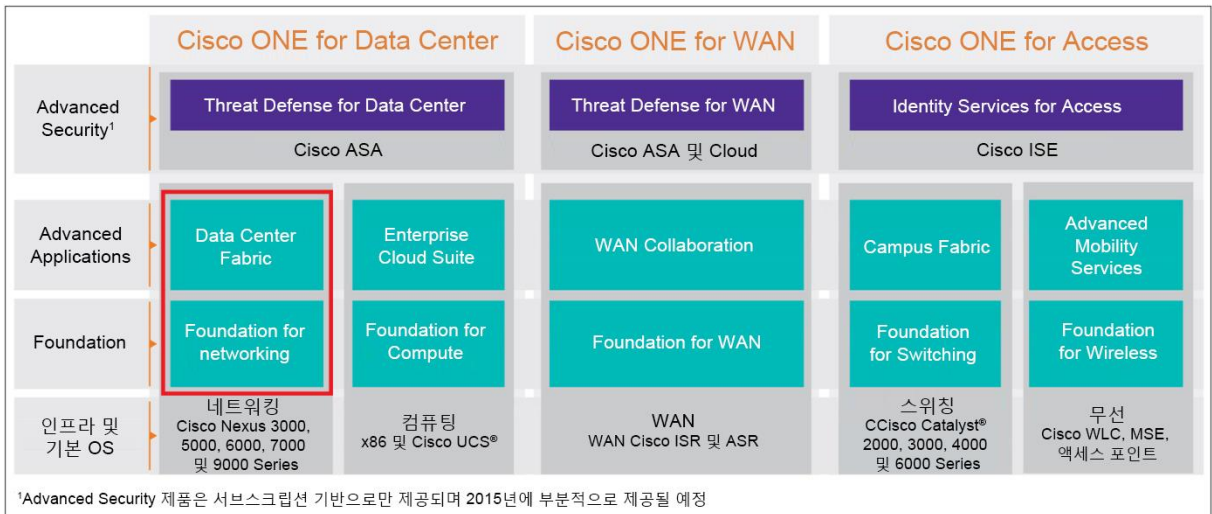 Cisco ONE for Data Center
Cisco ONE for WAN
Cisco ONE for Access
Advanced
Security¹
Threat Defense for Data Center
Cisco ASA
Threat Defense for WAN
Cisco ASA 및 Cloud
Identity Services for Access
Cisco ISE
Advanced
Applications
Data Center
Fabric
Enterprise
Cloud Suite
WAN Collaboration
Campus Fabric
Advanced
Mobility
Services
Foundation
Foundation for
networking
Foundation for
Compute
Foundation for WAN
Foundation
for Switching
Foundation
for Wireless
인프라 및
기본 OS
네트워킹
Cisco Nexus 3000,
5000, 6000, 7000
및 9000 Series
컴퓨팅
x86 및 Cisco UCS®
WAN
WAN Cisco ISR 및 ASR
스위칭
CCisco Catalyst®
2000, 3000, 4000
및 6000 Series
무선
Cisco WLC, MSE,
액세스 포인트
¹Advanced Security 제품은 서브스크립션 기반으로만 제공되며 2015년에 부분적으로 제공될 예정